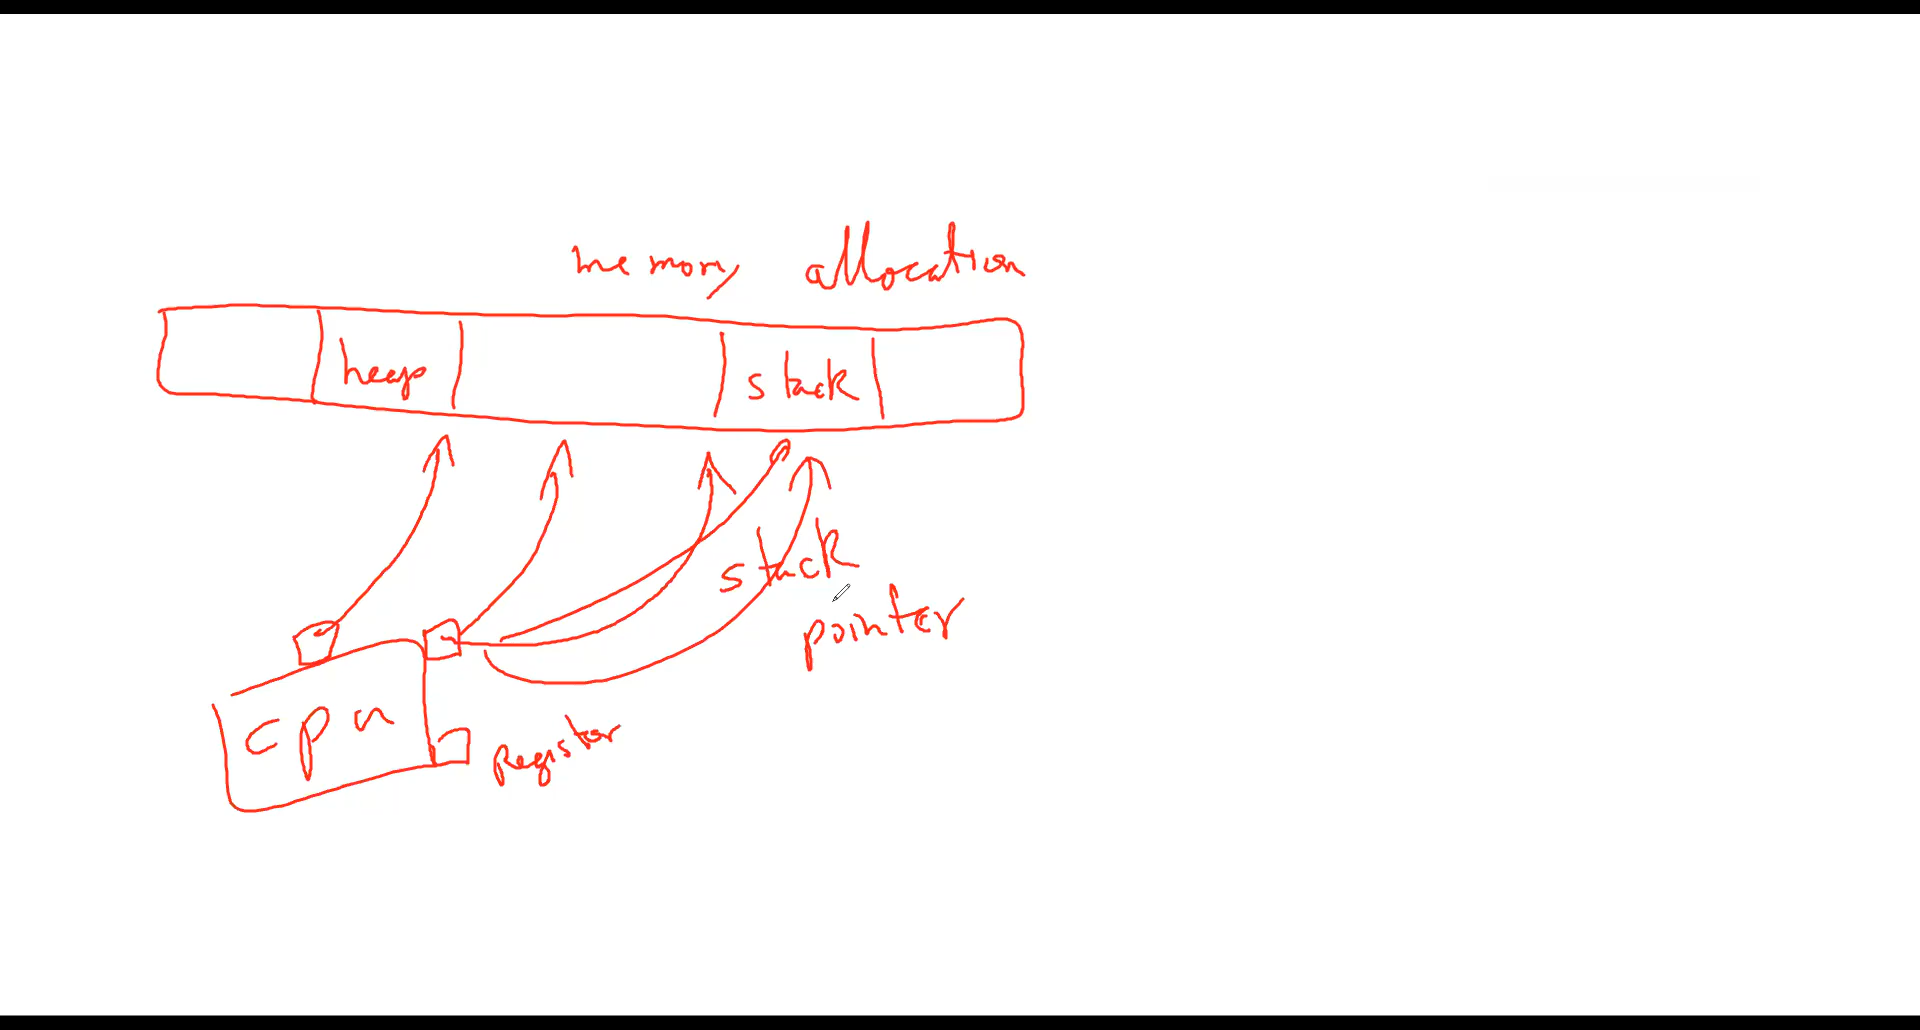 memory allocation
heap
stack
stack
pointer
cpu
Register